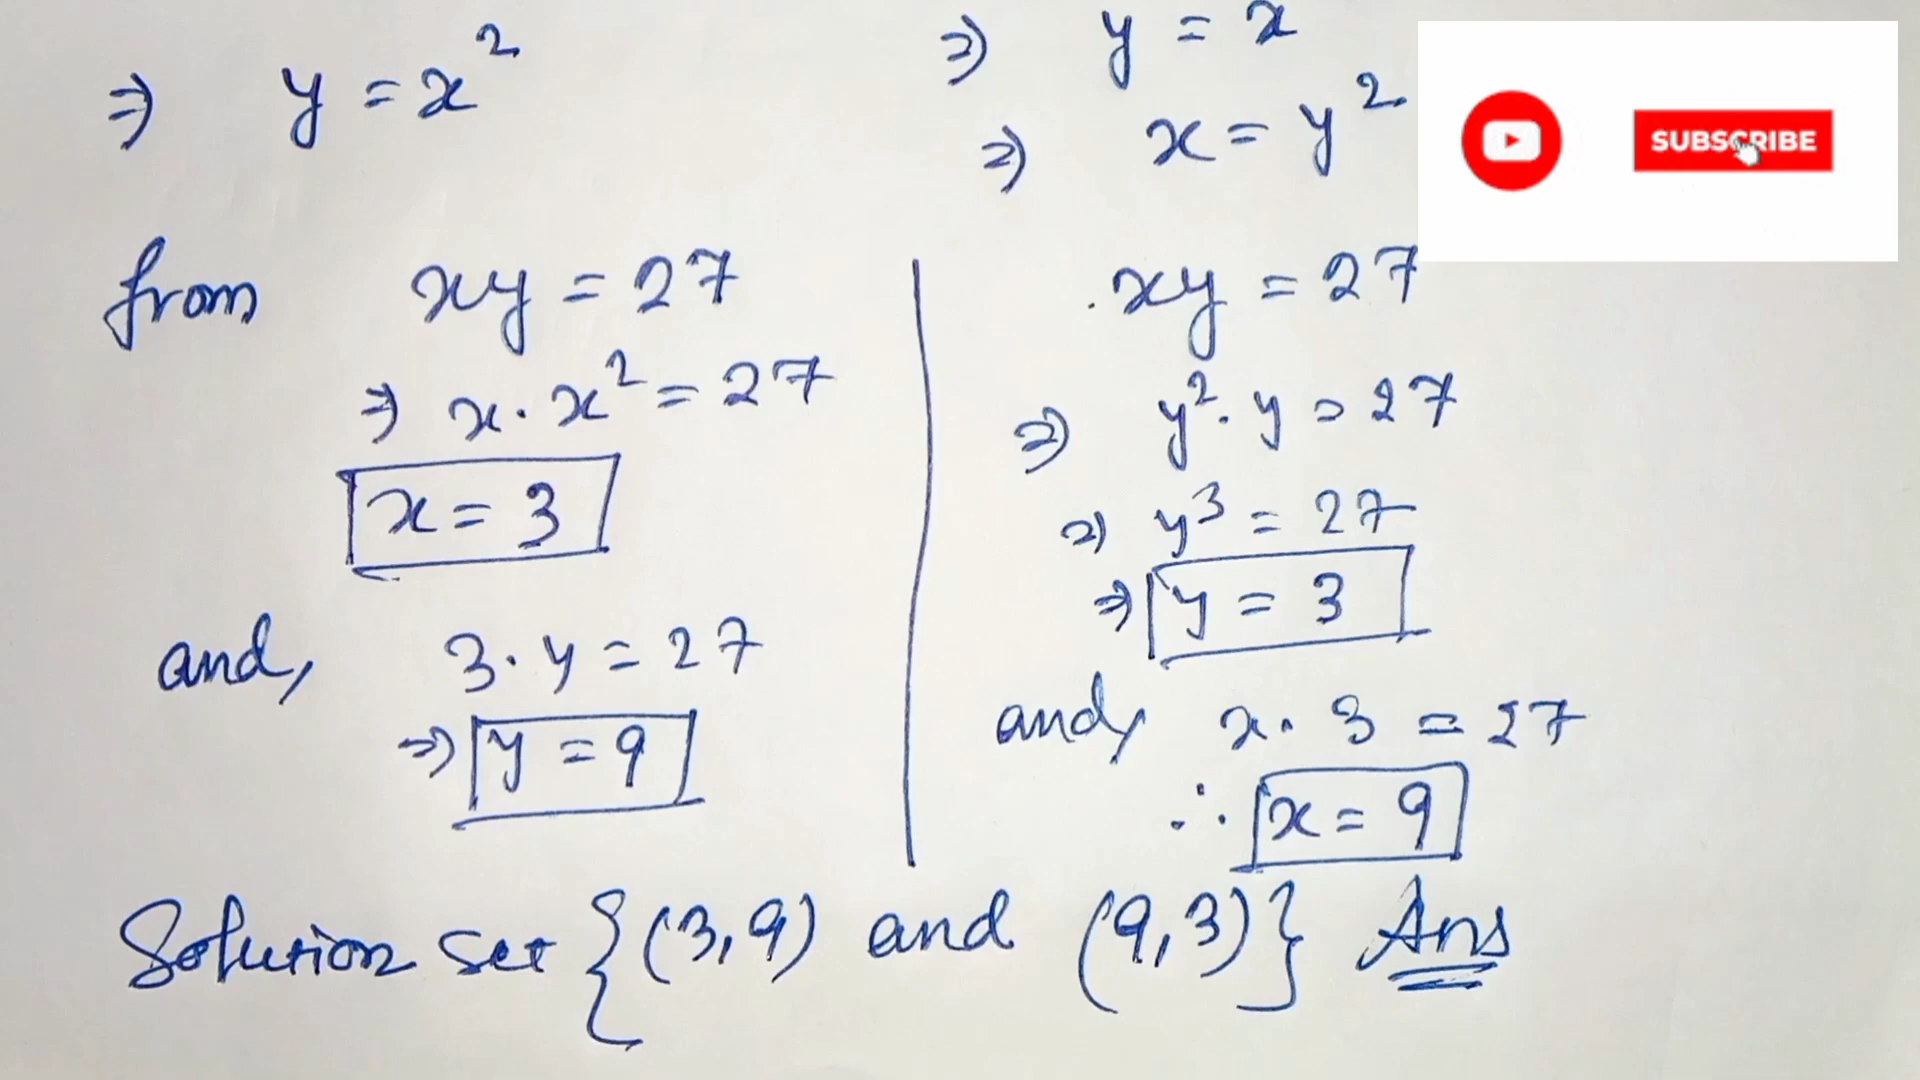 ⇒ y = x²
from xy = 27
⇒ x · x² = 27
x = 3
and, 3 · y = 27
⇒ y = 9
⇒ y = x
⇒ x = y²
xy = 27
⇒ y² · y = 27
⇒ y³ = 27
⇒ y = 3
and, x · 3 = 27
∴ x = 9
Solution set {(3,9) and (9,3)} Ans
SUBSCRIBE